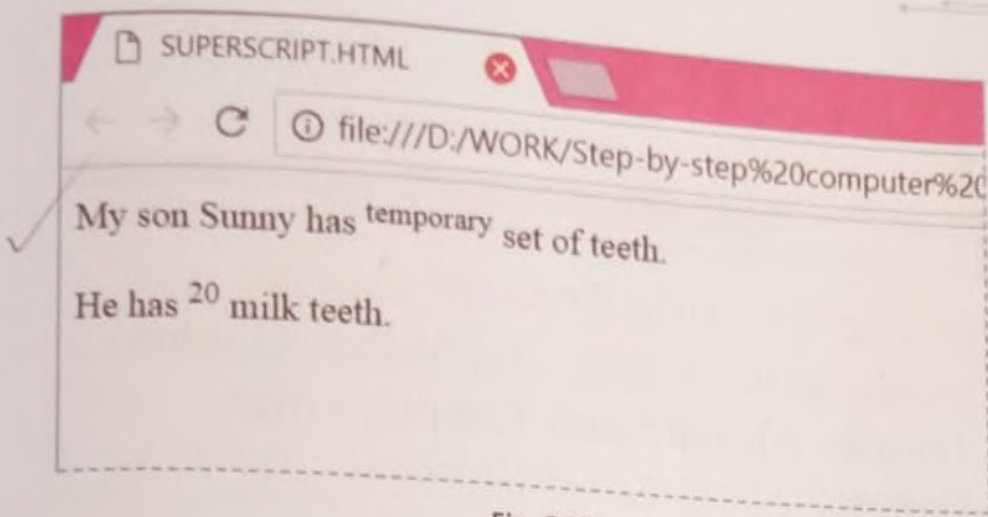 SUPERSCRIPT.HTML
file:///D:/WORK/Step-by-step%20computer%20
My son Sunny has temporary set of teeth.
He has 20 milk teeth.